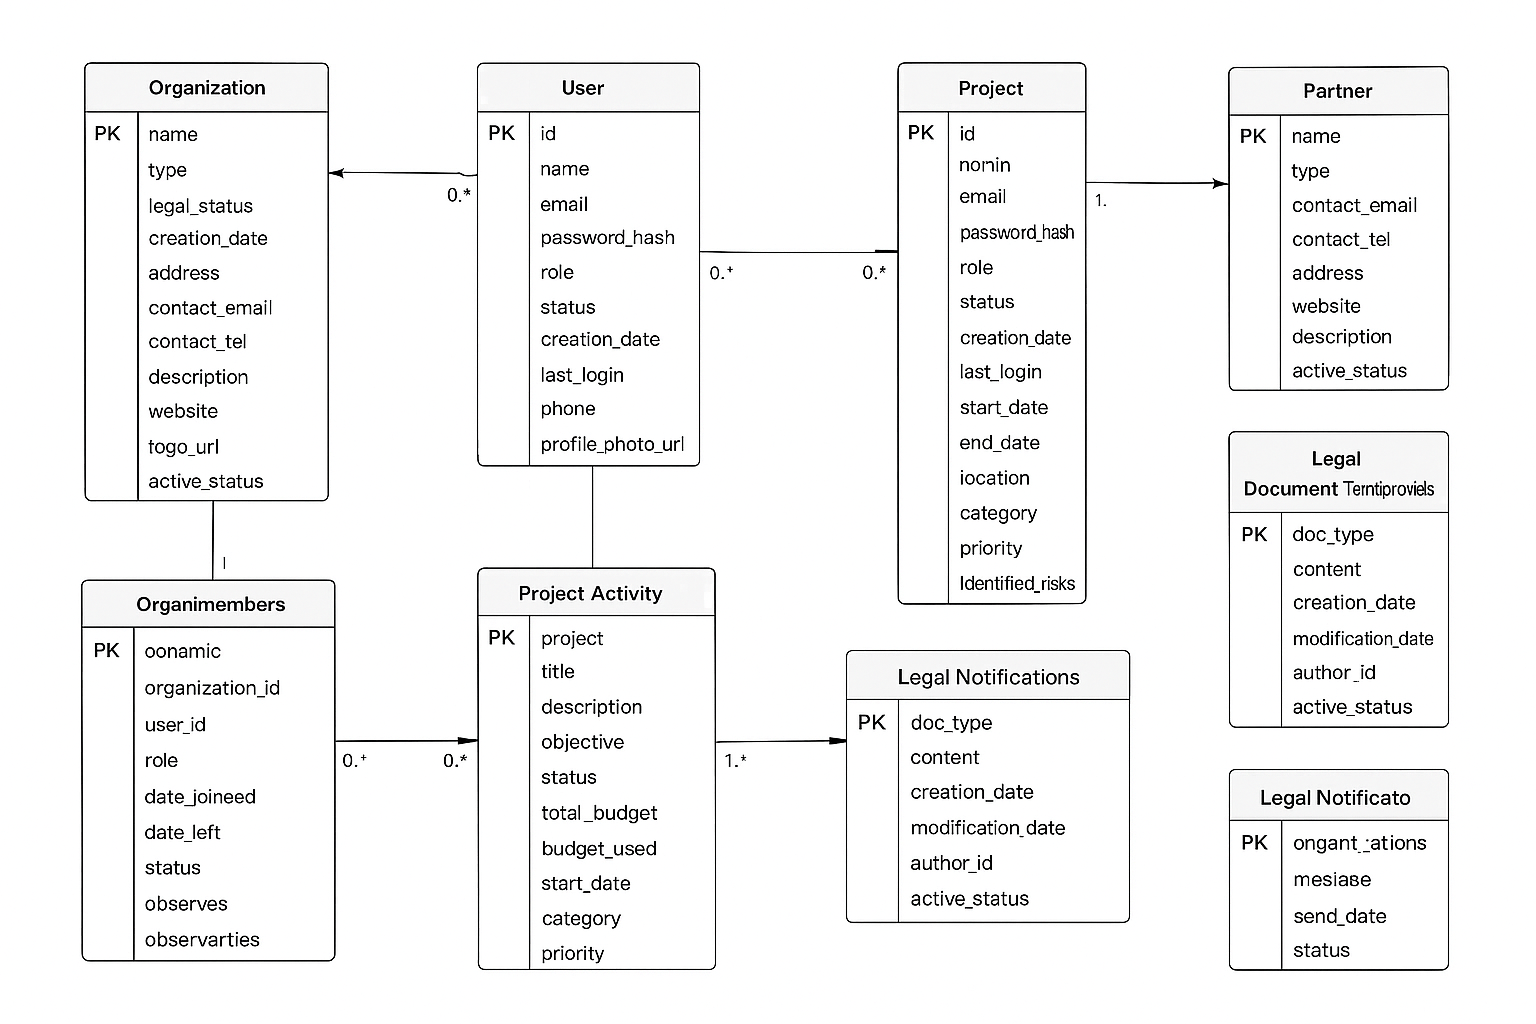 Organization
PK name
type
legal_status
creation_date
address
contact_email
contact_tel
description
website
togo_url
active_status
User
PK id
name
email
password_hash
role
status
creation_date
last_login
phone
profile_photo_url
Project
PK id
email
password_hash
role
status
creation_date
last_login
start_date
end_date
iocation
category
priority
Identified_risks
Partner
PK name
type
contact_email
contact_tel
address
website
description
active_status
0.*
0.*
0.*
1.
Legal
Document
PK doc_type
content
creation_date
modification_date
author_id
active_status
I
Organimembers
PK oonamic
organization_id
user_id
role
date_joineed
date_left
status
observes
observarties
0.*
0.*
Project Activity
PK project
title
description
objective
status
total_budget
budget_used
start_date
category
priority
1.*
Legal Notifications
PK doc_type
content
creation_date
modification_date
author_id
active_status
Legal Notificato
PK
send_date
status